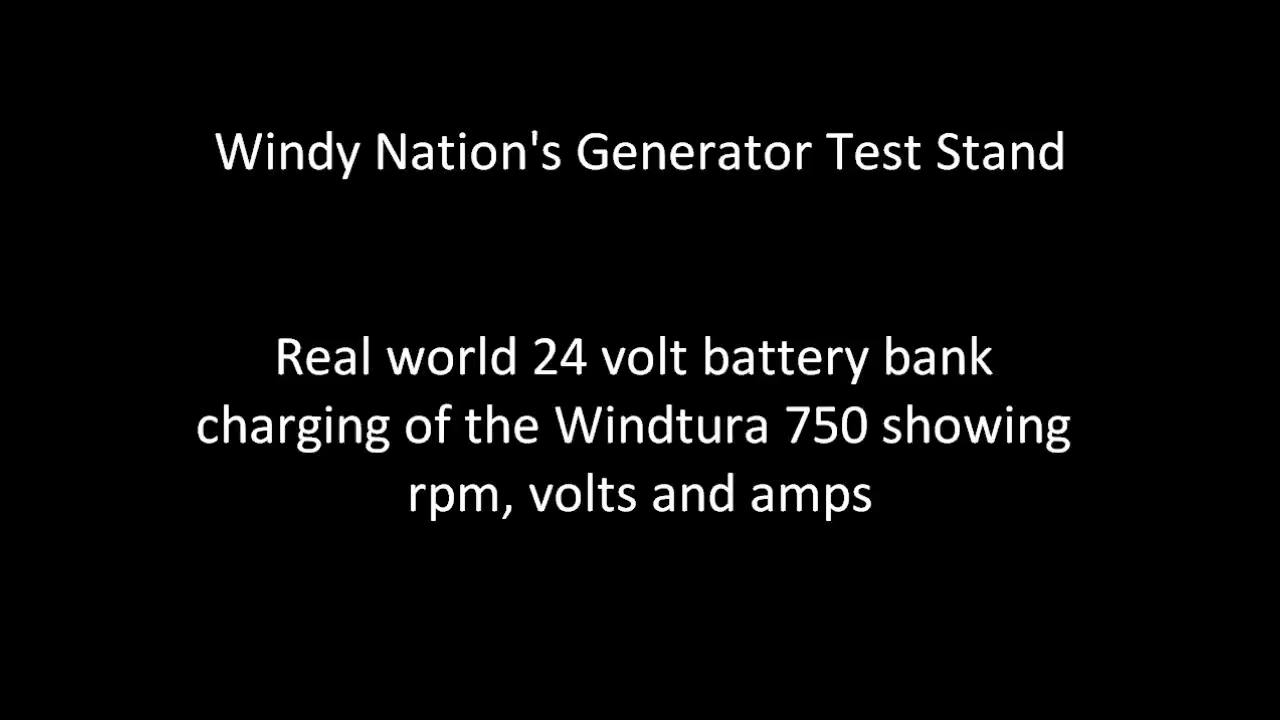 Windy Nation's Generator Test Stand
Real world 24 volt battery bank
charging of the Windtura 750 showing
rpm, volts and amps